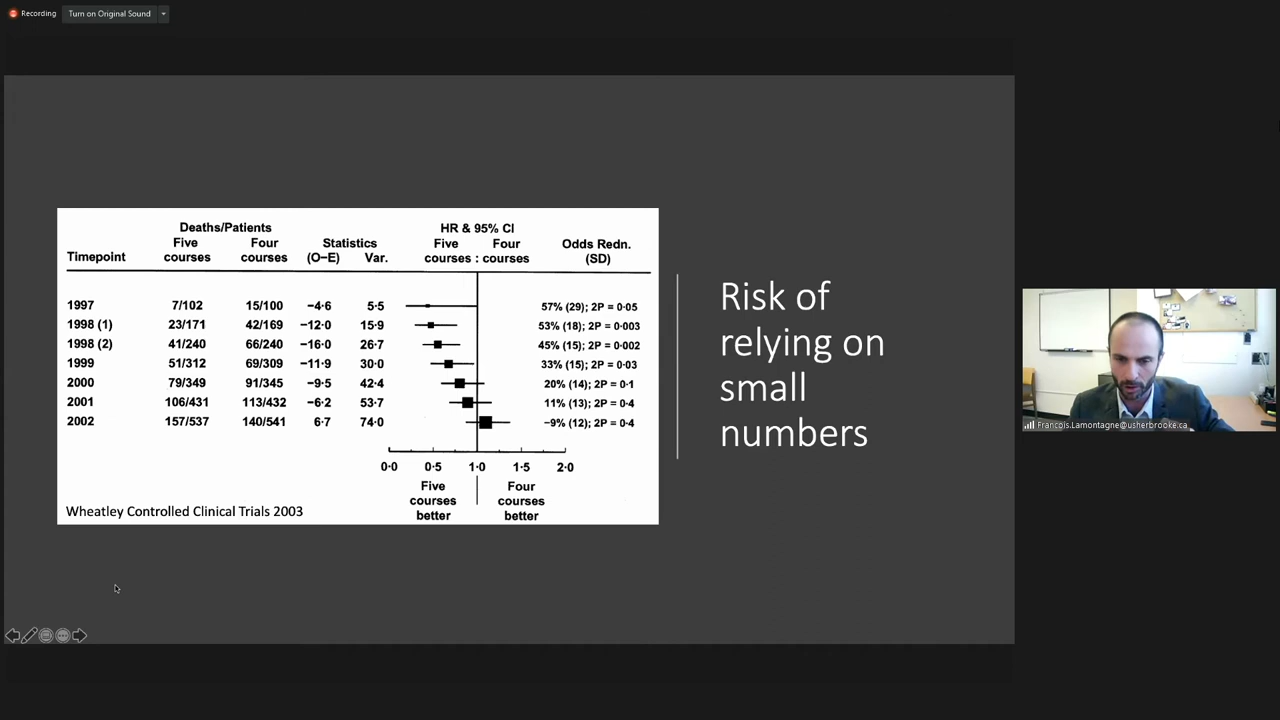 Recording
Turn on Original Sound
Deaths/Patients
HR & 95% CI
Five
Four
Statistics
Five
Four
Odds Redn.
Timepoint
courses
courses
(O−E)
Var.
courses : courses
(SD)
1997 7/102 15/100 −4·6 5·5 57% (29); 2P = 0·05
1998 (1) 23/171 42/169 −12·0 15·9 53% (18); 2P = 0·003
1998 (2) 41/240 66/240 −16·0 26·7 45% (15); 2P = 0·002
1999 51/312 69/309 −11·9 30·0 33% (15); 2P = 0·03
2000 79/349 91/345 −9·5 42·4 20% (14); 2P = 0·1
2001 106/431 113/432 −6·2 53·7 11% (13); 2P = 0·4
2002 157/537 140/541 6·7 74·0 −9% (12); 2P = 0·4
0·0 0·5 1·0 1·5 2·0
Five
courses
better
Four
courses
better
Wheatley Controlled Clinical Trials 2003
Risk of
relying on
small
numbers
Francois.Lamontagne@usherbrooke.ca